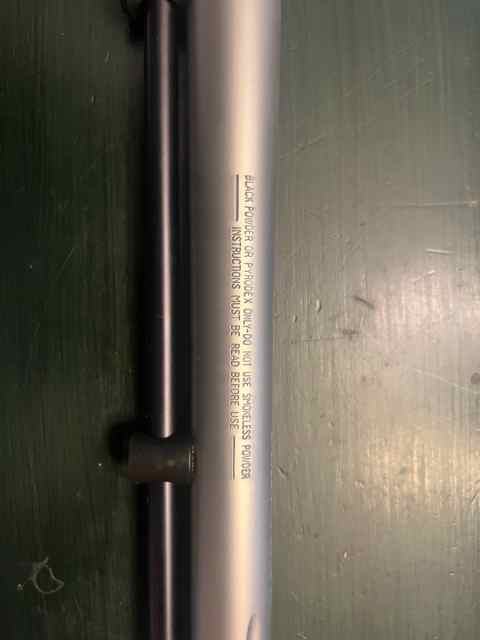 BLACK POWDER OR PYRODEX ONLY-DO NOT USE SMOKELESS POWDER
INSTRUCTIONS MUST BE READ BEFORE USE